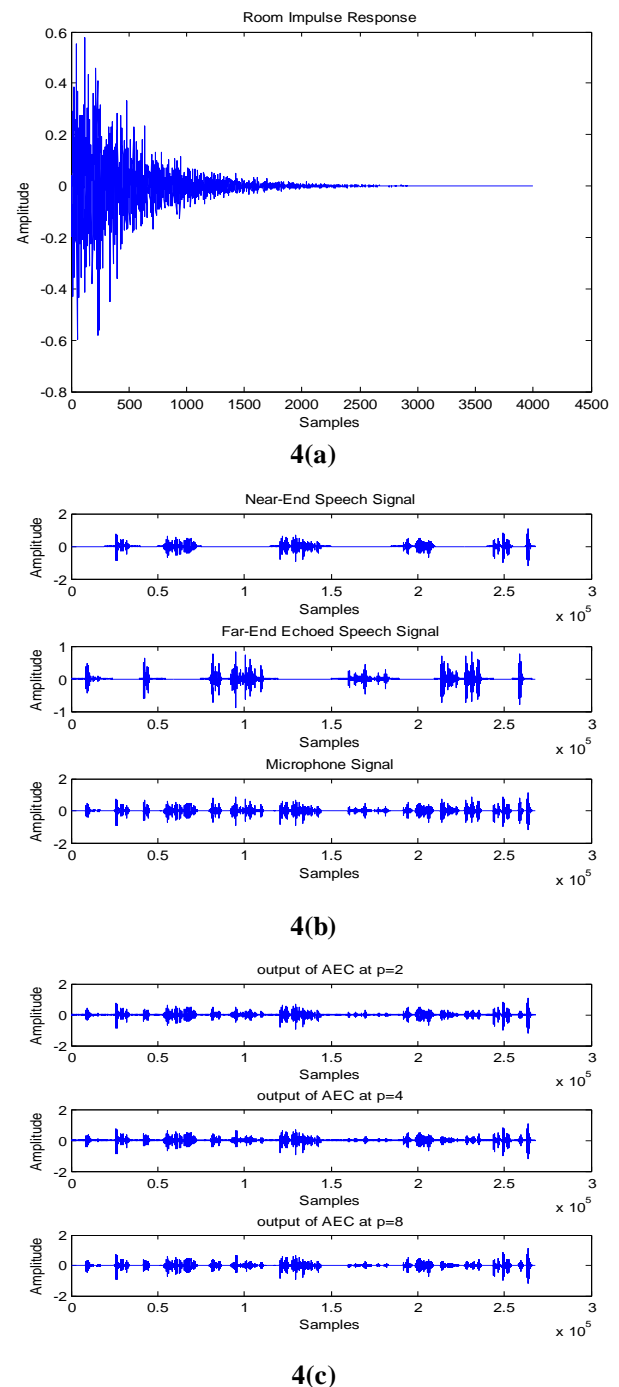 Room Impulse Response
0.6
0.4
0.2
0
-0.2
-0.4
-0.6
-0.8
Amplitude
0 500 1000 1500 2000 2500 3000 3500 4000 4500
Samples
4(a)
Near-End Speech Signal
2
0
-2
Amplitude
0 0.5 1 1.5 2 2.5 3
Samples
x 10^5
Far-End Echoed Speech Signal
1
0
-1
Amplitude
0 0.5 1 1.5 2 2.5 3
Samples
x 10^5
Microphone Signal
2
0
-2
Amplitude
0 0.5 1 1.5 2 2.5 3
Samples
x 10^5
4(b)
output of AEC at p=2
2
0
-2
Amplitude
0 0.5 1 1.5 2 2.5 3
Samples
x 10^5
output of AEC at p=4
2
0
-2
Amplitude
0 0.5 1 1.5 2 2.5 3
Samples
x 10^5
output of AEC at p=8
2
0
-2
Amplitude
0 0.5 1 1.5 2 2.5 3
Samples
x 10^5
4(c)